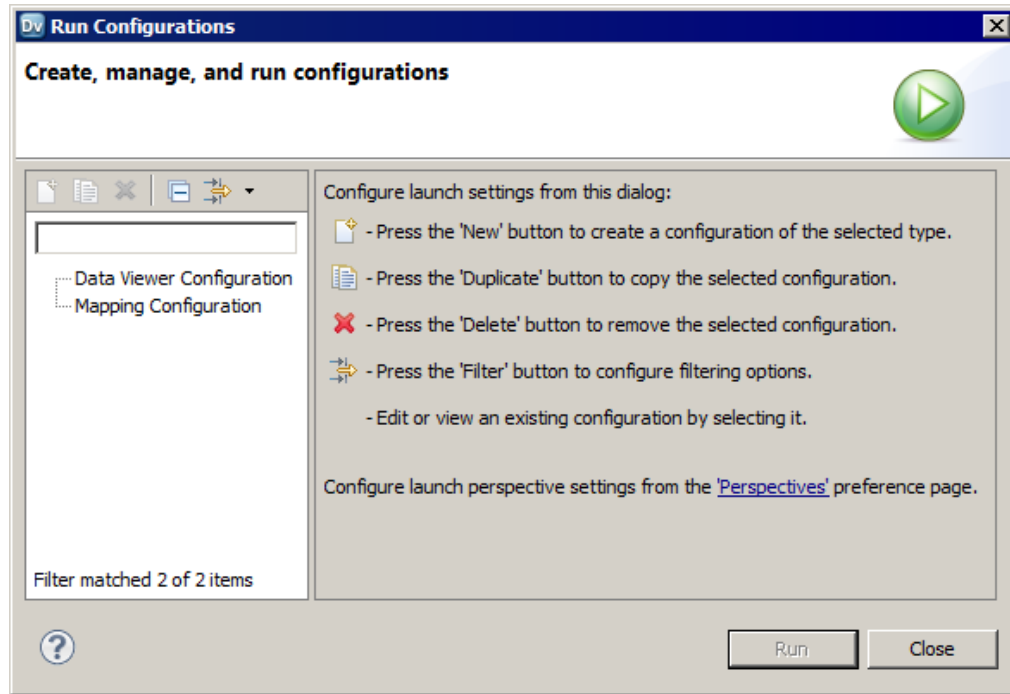 Dv Run Configurations
Create, manage, and run configurations
Data Viewer Configuration
Mapping Configuration
Filter matched 2 of 2 items
Configure launch settings from this dialog:
- Press the 'New' button to create a configuration of the selected type.
- Press the 'Duplicate' button to copy the selected configuration.
- Press the 'Delete' button to remove the selected configuration.
- Press the 'Filter' button to configure filtering options.
- Edit or view an existing configuration by selecting it.
Configure launch perspective settings from the 'Perspectives' preference page.
?
Run
Close